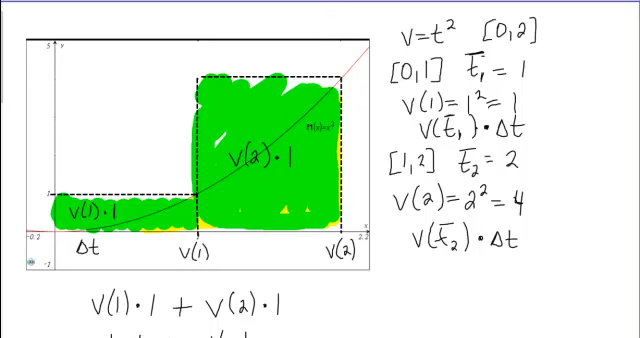 v=t² [0,2]
[0,1] t̄₁ = 1
v(1)=1²=1
v(t̄₁)·Δt
[1,2] t̄₂ = 2
v(2)=2²=4
v(t̄₂)·Δt
5 y
(x)=x²
v(2)·1
1
v(1)·1
x
-0.2 2.2
Δt v(1) v(2)
-1
v(1)·1 + v(2)·1